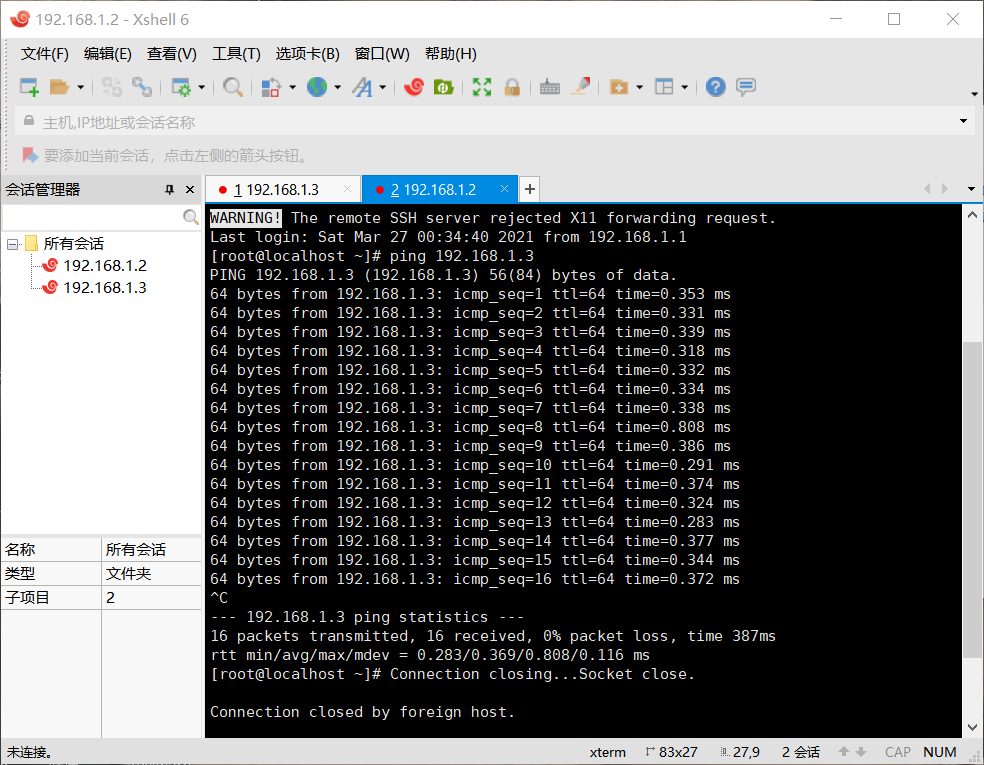 192.168.1.2 - Xshell 6
文件(F) 编辑(E) 查看(V) 工具(T) 选项卡(B) 窗口(W) 帮助(H)
主机,IP地址或会话名称
要添加当前会话，点击左侧的箭头按钮。
会话管理器
1 192.168.1.3
2 192.168.1.2
所有会话
192.168.1.2
192.168.1.3
名称 所有会话
类型 文件夹
子项目 2
WARNING! The remote SSH server rejected X11 forwarding request.
Last login: Sat Mar 27 00:34:40 2021 from 192.168.1.1
[root@localhost ~]# ping 192.168.1.3
PING 192.168.1.3 (192.168.1.3) 56(84) bytes of data.
64 bytes from 192.168.1.3: icmp_seq=1 ttl=64 time=0.353 ms
64 bytes from 192.168.1.3: icmp_seq=2 ttl=64 time=0.331 ms
64 bytes from 192.168.1.3: icmp_seq=3 ttl=64 time=0.339 ms
64 bytes from 192.168.1.3: icmp_seq=4 ttl=64 time=0.318 ms
64 bytes from 192.168.1.3: icmp_seq=5 ttl=64 time=0.332 ms
64 bytes from 192.168.1.3: icmp_seq=6 ttl=64 time=0.334 ms
64 bytes from 192.168.1.3: icmp_seq=7 ttl=64 time=0.338 ms
64 bytes from 192.168.1.3: icmp_seq=8 ttl=64 time=0.808 ms
64 bytes from 192.168.1.3: icmp_seq=9 ttl=64 time=0.386 ms
64 bytes from 192.168.1.3: icmp_seq=10 ttl=64 time=0.291 ms
64 bytes from 192.168.1.3: icmp_seq=11 ttl=64 time=0.374 ms
64 bytes from 192.168.1.3: icmp_seq=12 ttl=64 time=0.324 ms
64 bytes from 192.168.1.3: icmp_seq=13 ttl=64 time=0.283 ms
64 bytes from 192.168.1.3: icmp_seq=14 ttl=64 time=0.377 ms
64 bytes from 192.168.1.3: icmp_seq=15 ttl=64 time=0.344 ms
64 bytes from 192.168.1.3: icmp_seq=16 ttl=64 time=0.372 ms
^C
--- 192.168.1.3 ping statistics ---
16 packets transmitted, 16 received, 0% packet loss, time 387ms
rtt min/avg/max/mdev = 0.283/0.369/0.808/0.116 ms
[root@localhost ~]# Connection closing...Socket close.
Connection closed by foreign host.
未连接。 xterm 83x27 27,9 2 会话 CAP NUM